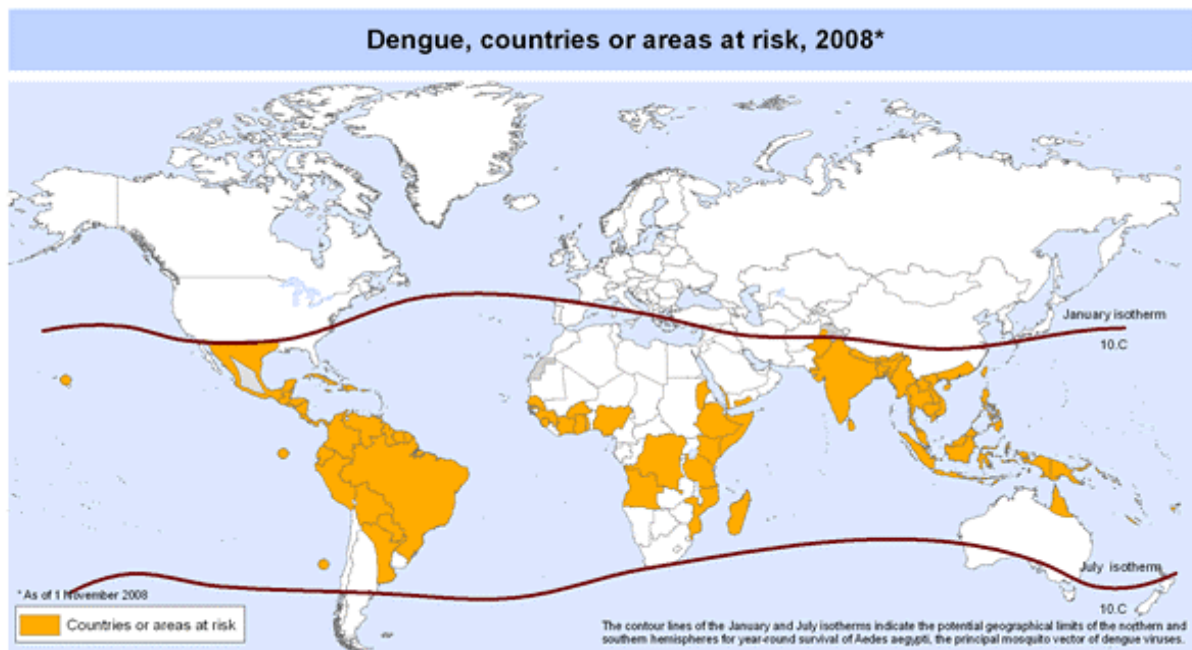 Dengue, countries or areas at risk, 2008*
January isotherm
10.C
July isotherm
10.C
* As of 1 November 2008
Countries or areas at risk
The contour lines of the January and July isotherms indicate the potential geographical limits of the northern and
southern hemispheres for year-round survival of Aedes aegypti, the principal mosquito vector of dengue viruses.